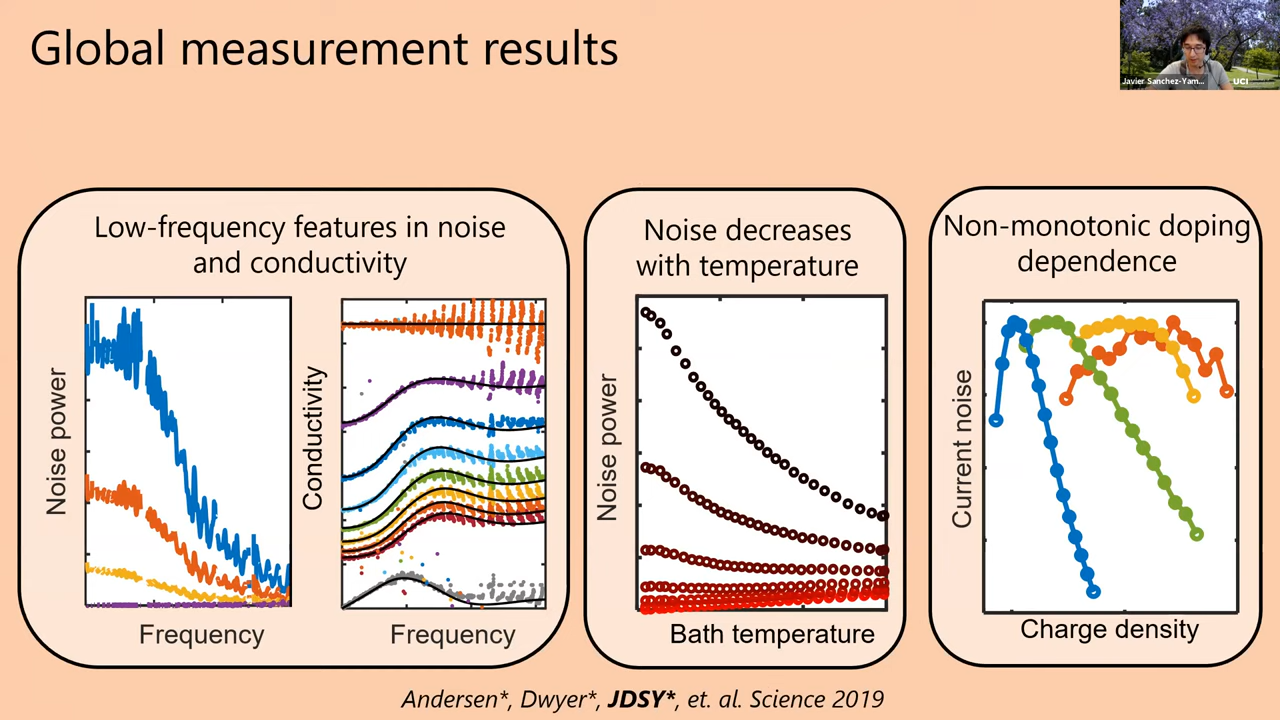 Global measurement results
Javier Sanchez-Yam...
UCI
Low-frequency features in noise
and conductivity
Noise power
Frequency
Conductivity
Frequency
Noise decreases
with temperature
Noise power
Bath temperature
Non-monotonic doping
dependence
Current noise
Charge density
Andersen*, Dwyer*, JDSY*, et. al. Science 2019